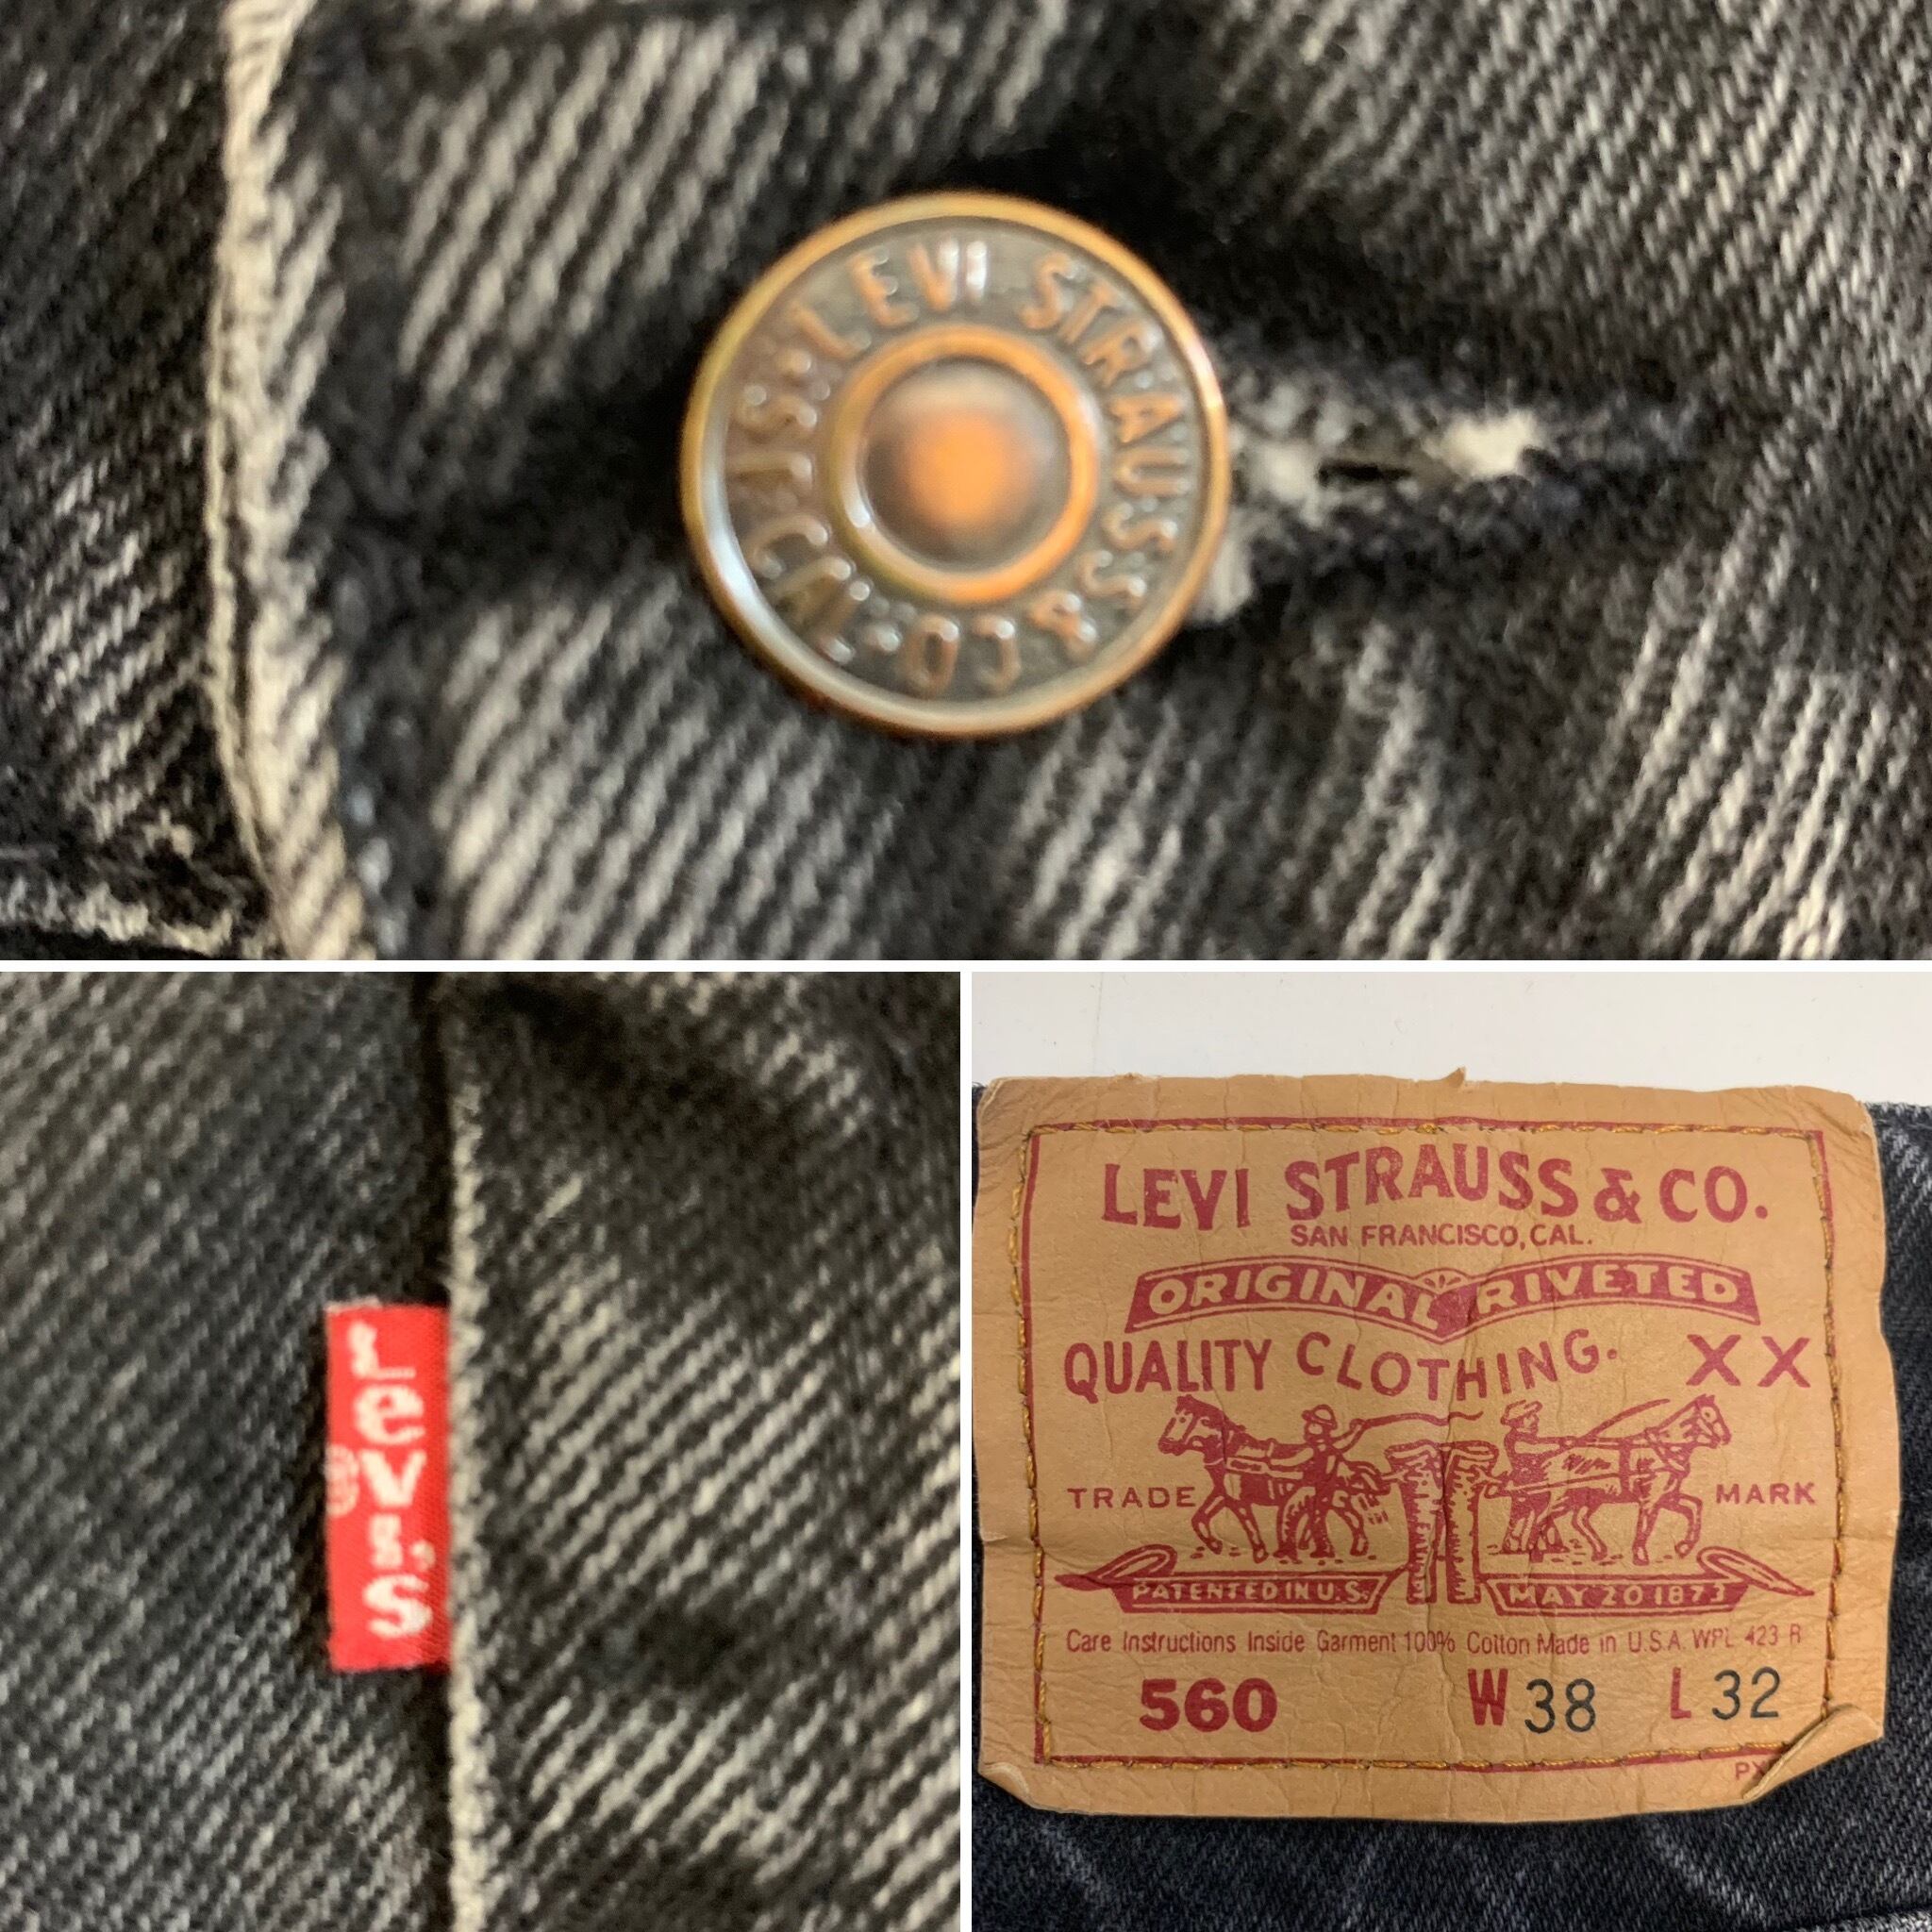 LEVI STRAUSS & CO
Levi's
®
LEVI STRAUSS & CO.
SAN FRANCISCO, CAL.
ORIGINAL RIVETED
QUALITY CLOTHING. XX
TRADE MARK
PATENTED IN U.S. MAY 20 1873
Care Instructions Inside Garment 100% Cotton Made in U.S.A. WPL 423 R
560 W 38 L 32